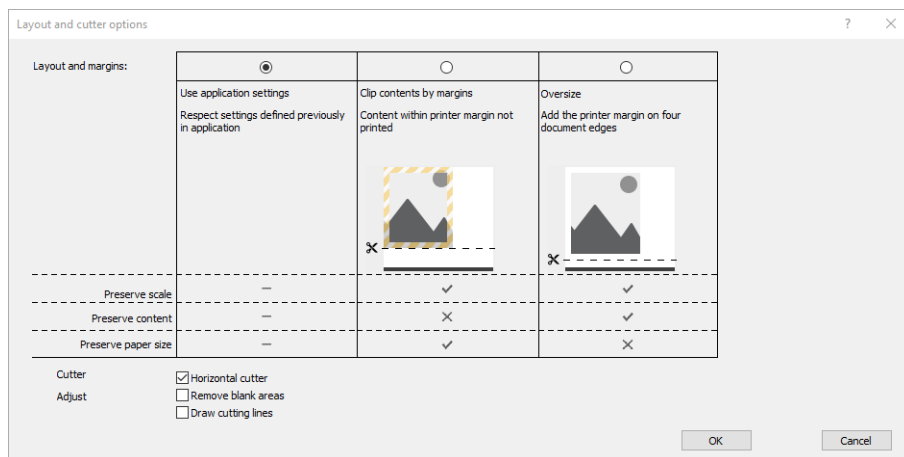 Layout and cutter options
Layout and margins:
Use application settings
Respect settings defined previously
in application
Clip contents by margins
Content within printer margin not
printed
Oversize
Add the printer margin on four
document edges
Preserve scale
Preserve content
Preserve paper size
Cutter
Horizontal cutter
Adjust
Remove blank areas
Draw cutting lines
OK
Cancel